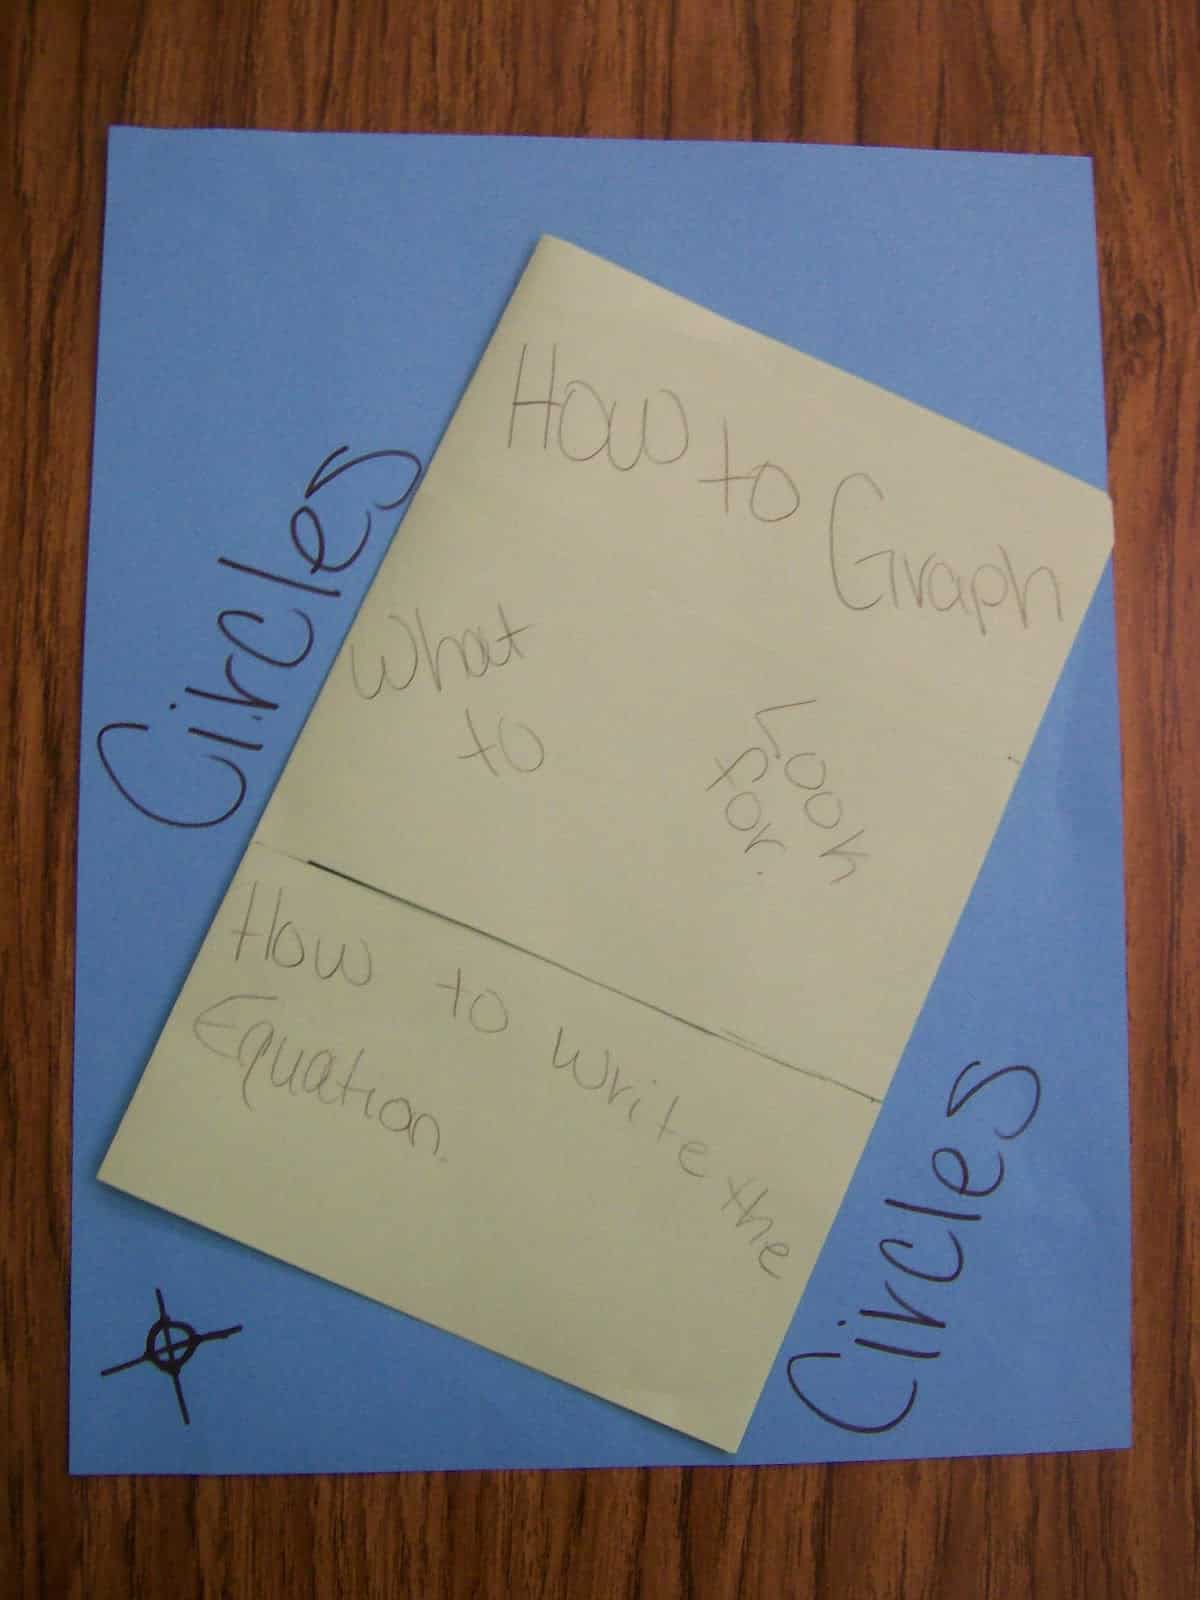 Circles
How to Graph
What
to
Look
for.
How to write the
Equation.
Circles